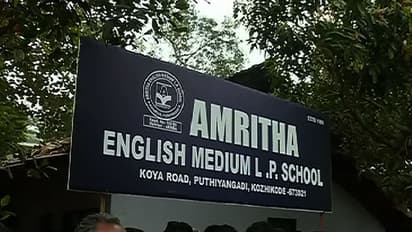 AMRITHA
ENGLISH MEDIUM L .P. SCHOOL
KOYA ROAD, PUTHIYANGADI, KOZHIKODE -673021